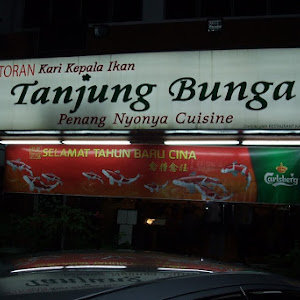 TORAN Kari Kepala Ikan
Tanjung Bunga
Penang Nyonya Cuisine
SELAMAT TAHUN BARU CINA
Carlsberg